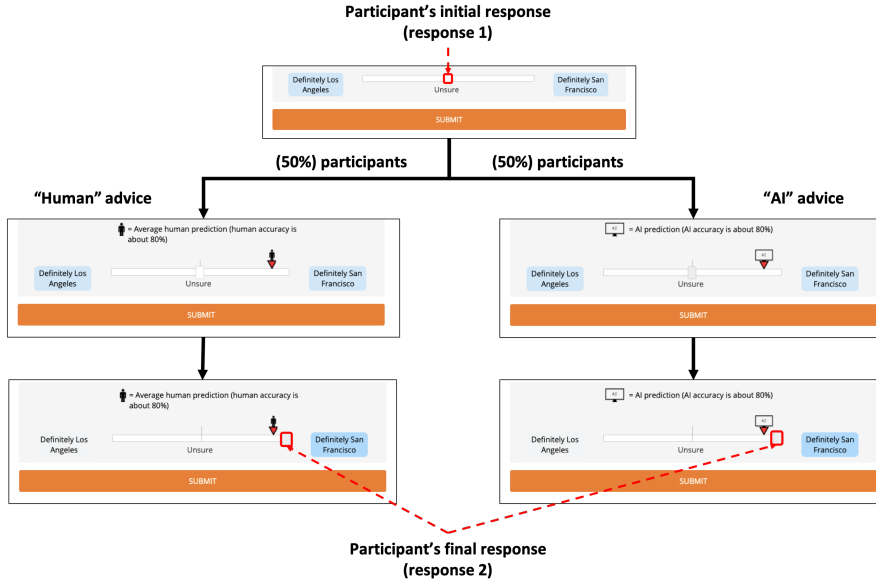 Participant's initial response
(response 1)
Definitely Los
Angeles
Unsure
Definitely San
Francisco
SUBMIT
(50%) participants
(50%) participants
“Human” advice
“AI” advice
= Average human prediction (human accuracy is
about 80%)
Definitely Los
Angeles
Unsure
Definitely San
Francisco
SUBMIT
AI
= AI prediction (AI accuracy is about 80%)
AI
Definitely Los
Angeles
Unsure
Definitely San
Francisco
SUBMIT
= Average human prediction (human accuracy is
about 80%)
Definitely Los
Angeles
Unsure
Definitely San
Francisco
SUBMIT
AI
= AI prediction (AI accuracy is about 80%)
AI
Definitely Los
Angeles
Unsure
Definitely San
Francisco
SUBMIT
Participant's final response
(response 2)